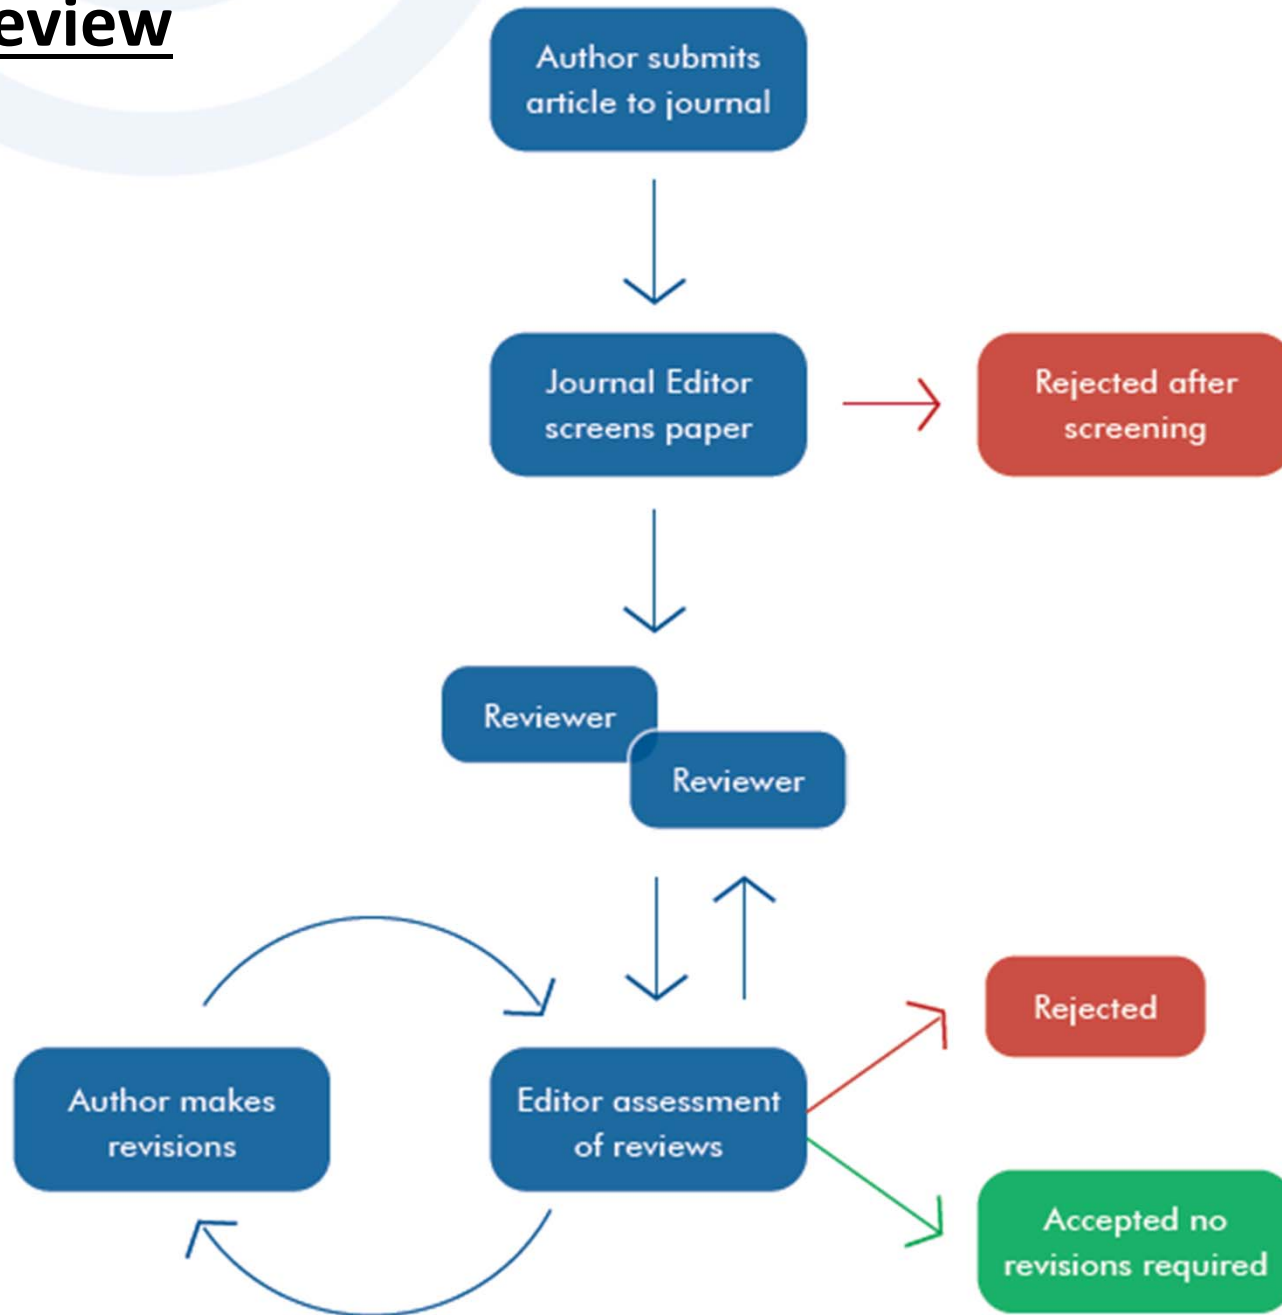 eview
Author submits
article to journal
Journal Editor
screens paper
Rejected after
screening
Reviewer
Reviewer
Author makes
revisions
Editor assessment
of reviews
Rejected
Accepted no
revisions required